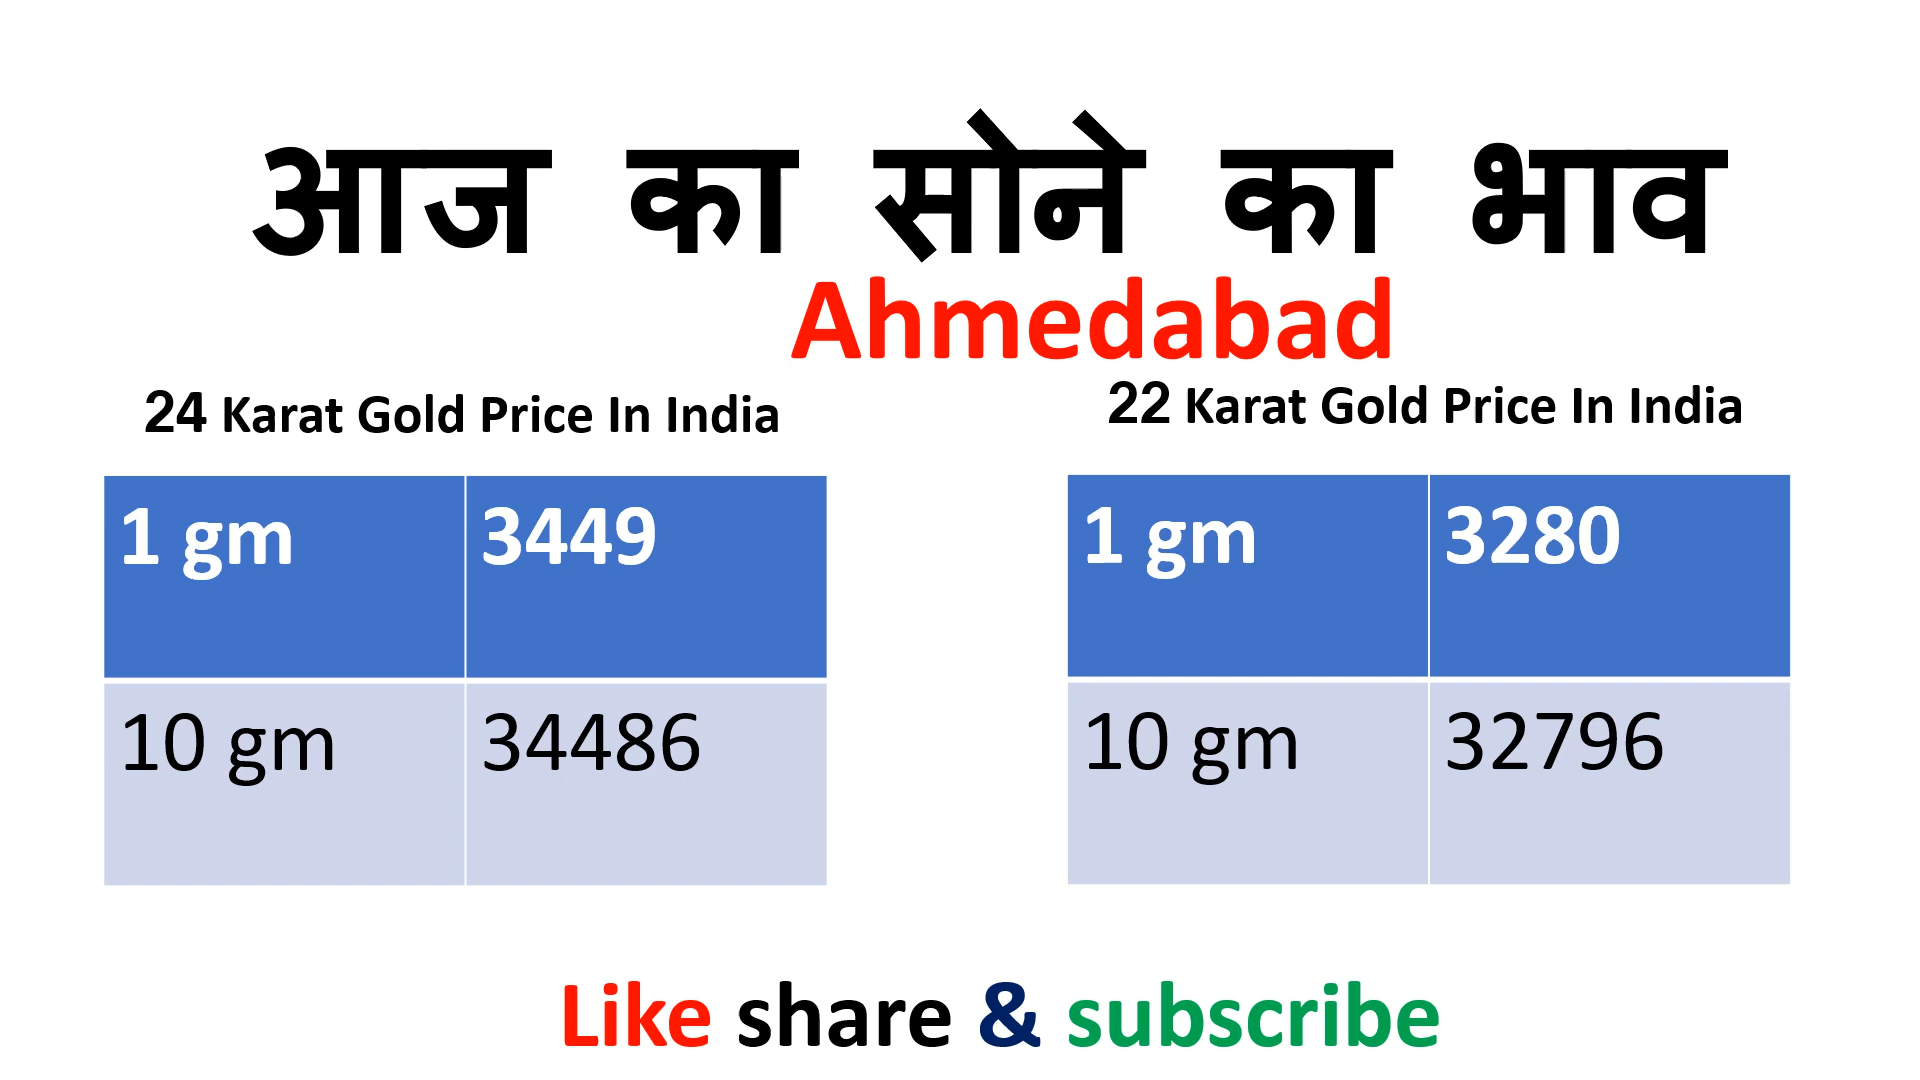 आज का सोने का भाव
Ahmedabad
24 Karat Gold Price In India
1 gm 3449
10 gm 34486
22 Karat Gold Price In India
1 gm 3280
10 gm 32796
Like share & subscribe